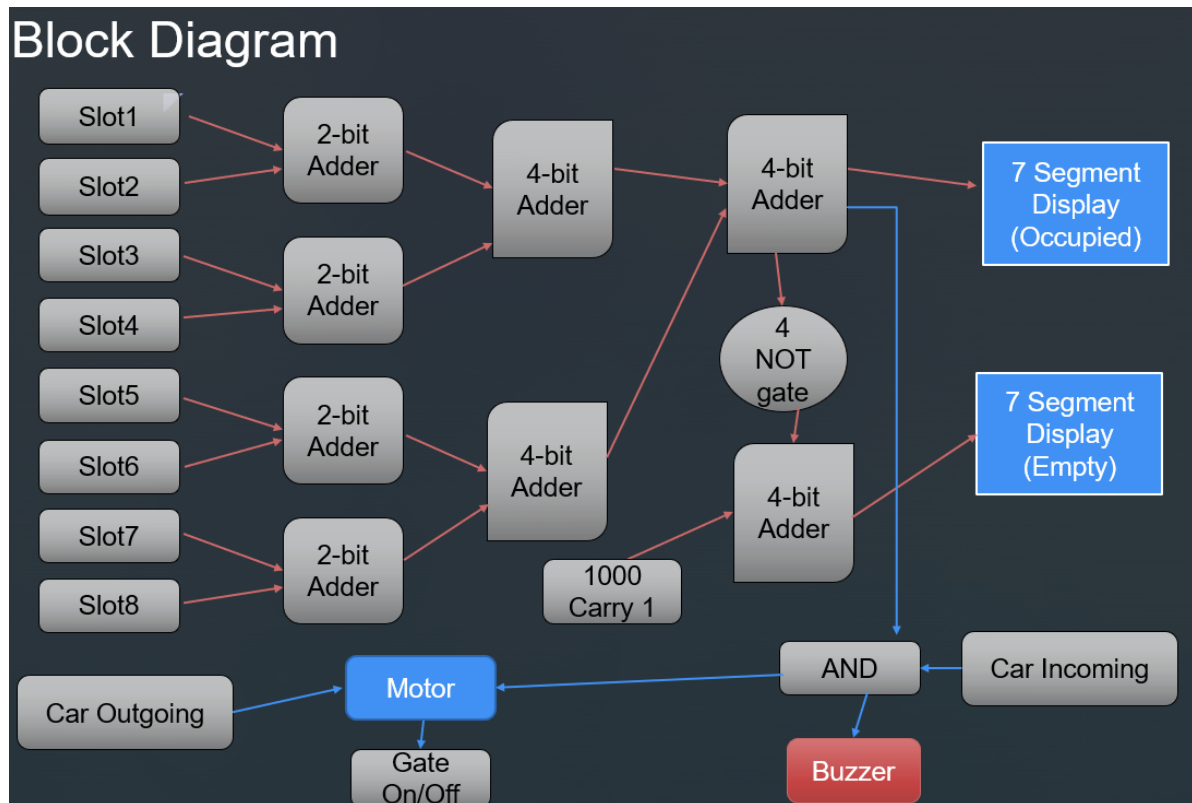 Block Diagram
Slot1
Slot2
Slot3
Slot4
Slot5
Slot6
Slot7
Slot8
2-bit
Adder
2-bit
Adder
2-bit
Adder
2-bit
Adder
4-bit
Adder
4-bit
Adder
4-bit
Adder
4
NOT
gate
4-bit
Adder
1000
Carry 1
7 Segment
Display
(Occupied)
7 Segment
Display
(Empty)
Car Outgoing
Motor
AND
Car Incoming
Gate
On/Off
Buzzer